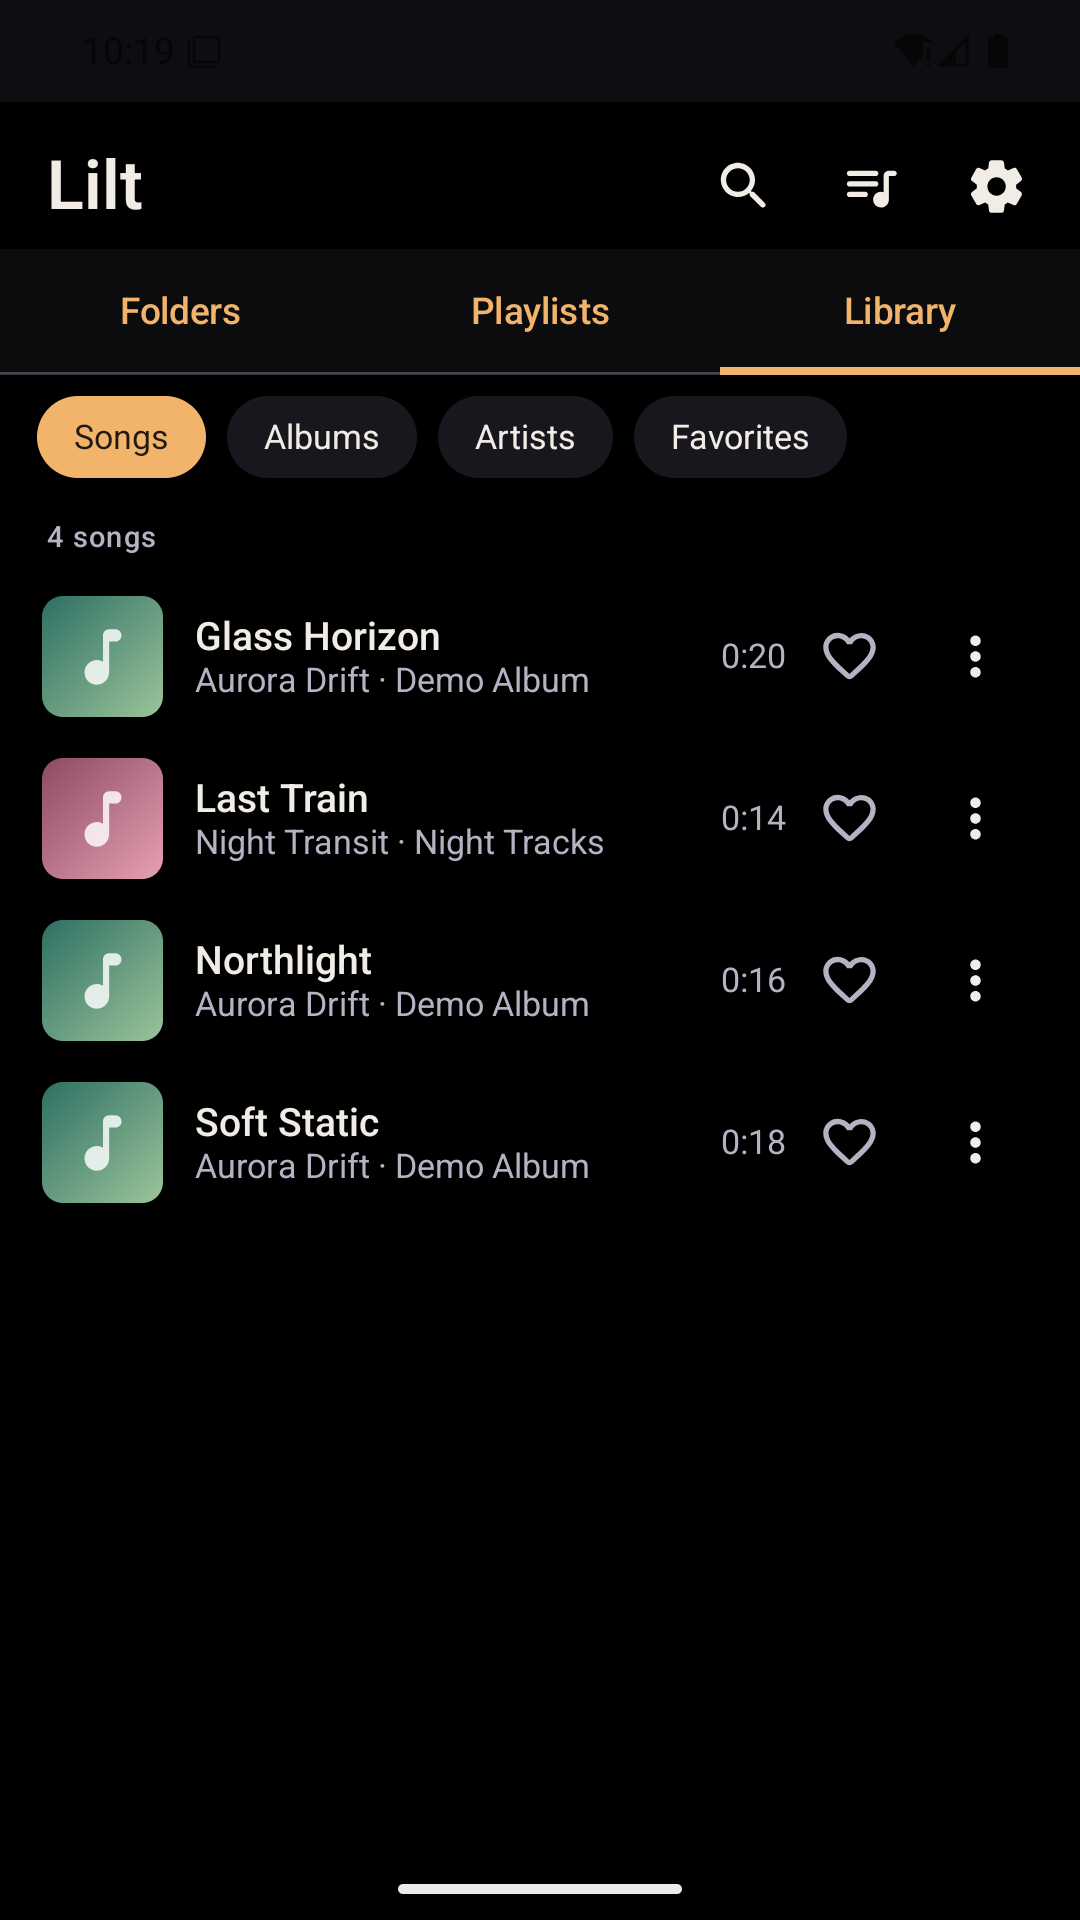 10:19
Lilt
Folders Playlists Library
Songs Albums Artists Favorites
4 songs
Glass Horizon
Aurora Drift · Demo Album
0:20
Last Train
Night Transit · Night Tracks
0:14
Northlight
Aurora Drift · Demo Album
0:16
Soft Static
Aurora Drift · Demo Album
0:18